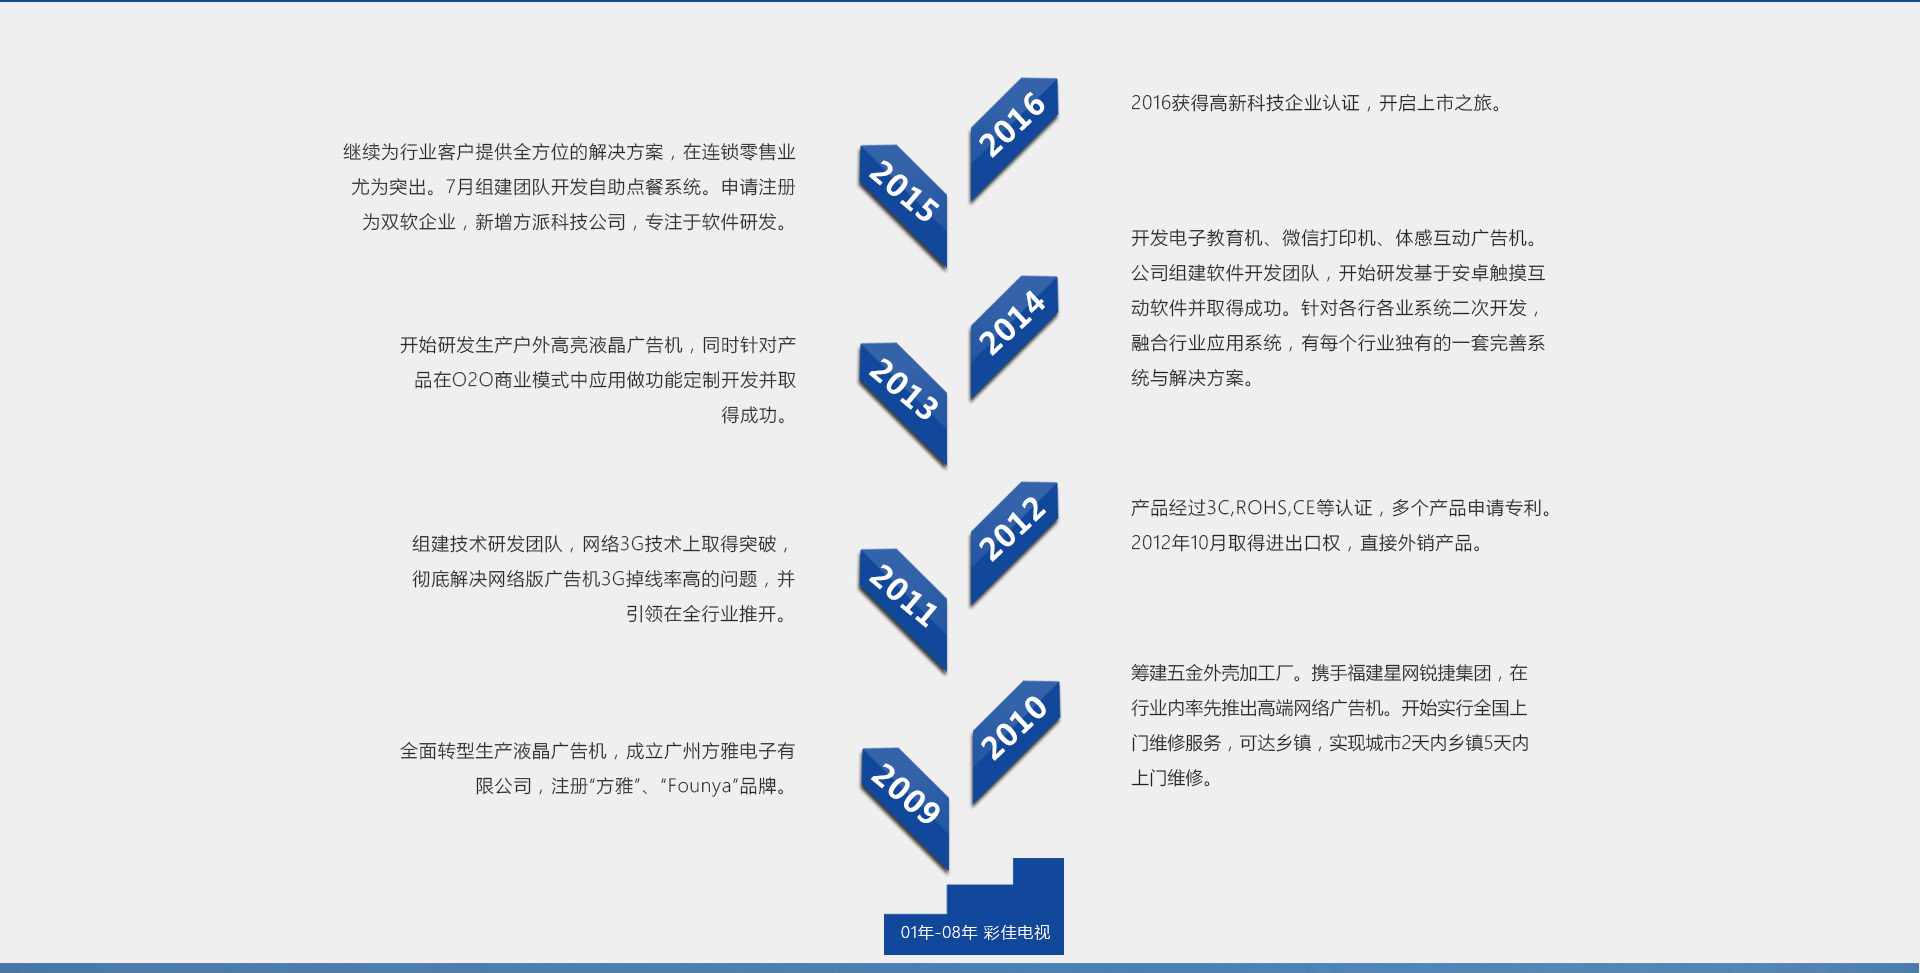 2016
2016获得高新科技企业认证，开启上市之旅。
2015
继续为行业客户提供全方位的解决方案，在连锁零售业
尤为突出。7月组建团队开发自助点餐系统。申请注册
为双软企业，新增方派科技公司，专注于软件研发。
2014
开发电子教育机、微信打印机、体感互动广告机。
公司组建软件开发团队，开始研发基于安卓触摸互
动软件并取得成功。针对各行各业系统二次开发，
融合行业应用系统，有每个行业独有的一套完善系
统与解决方案。
2013
开始研发生产户外高亮液晶广告机，同时针对产
品在O2O商业模式中应用做功能定制开发并取
得成功。
2012
产品经过3C,ROHS,CE等认证，多个产品申请专利。
2012年10月取得进出口权，直接外销产品。
2011
组建技术研发团队，网络3G技术上取得突破，
彻底解决网络版广告机3G掉线率高的问题，并
引领在全行业推开。
2010
筹建五金外壳加工厂。携手福建星网锐捷集团，在
行业内率先推出高端网络广告机。开始实行全国上
门维修服务，可达乡镇，实现城市2天内乡镇5天内
上门维修。
2009
全面转型生产液晶广告机，成立广州方雅电子有
限公司，注册“方雅”、“Founya”品牌。
01年-08年 彩佳电视